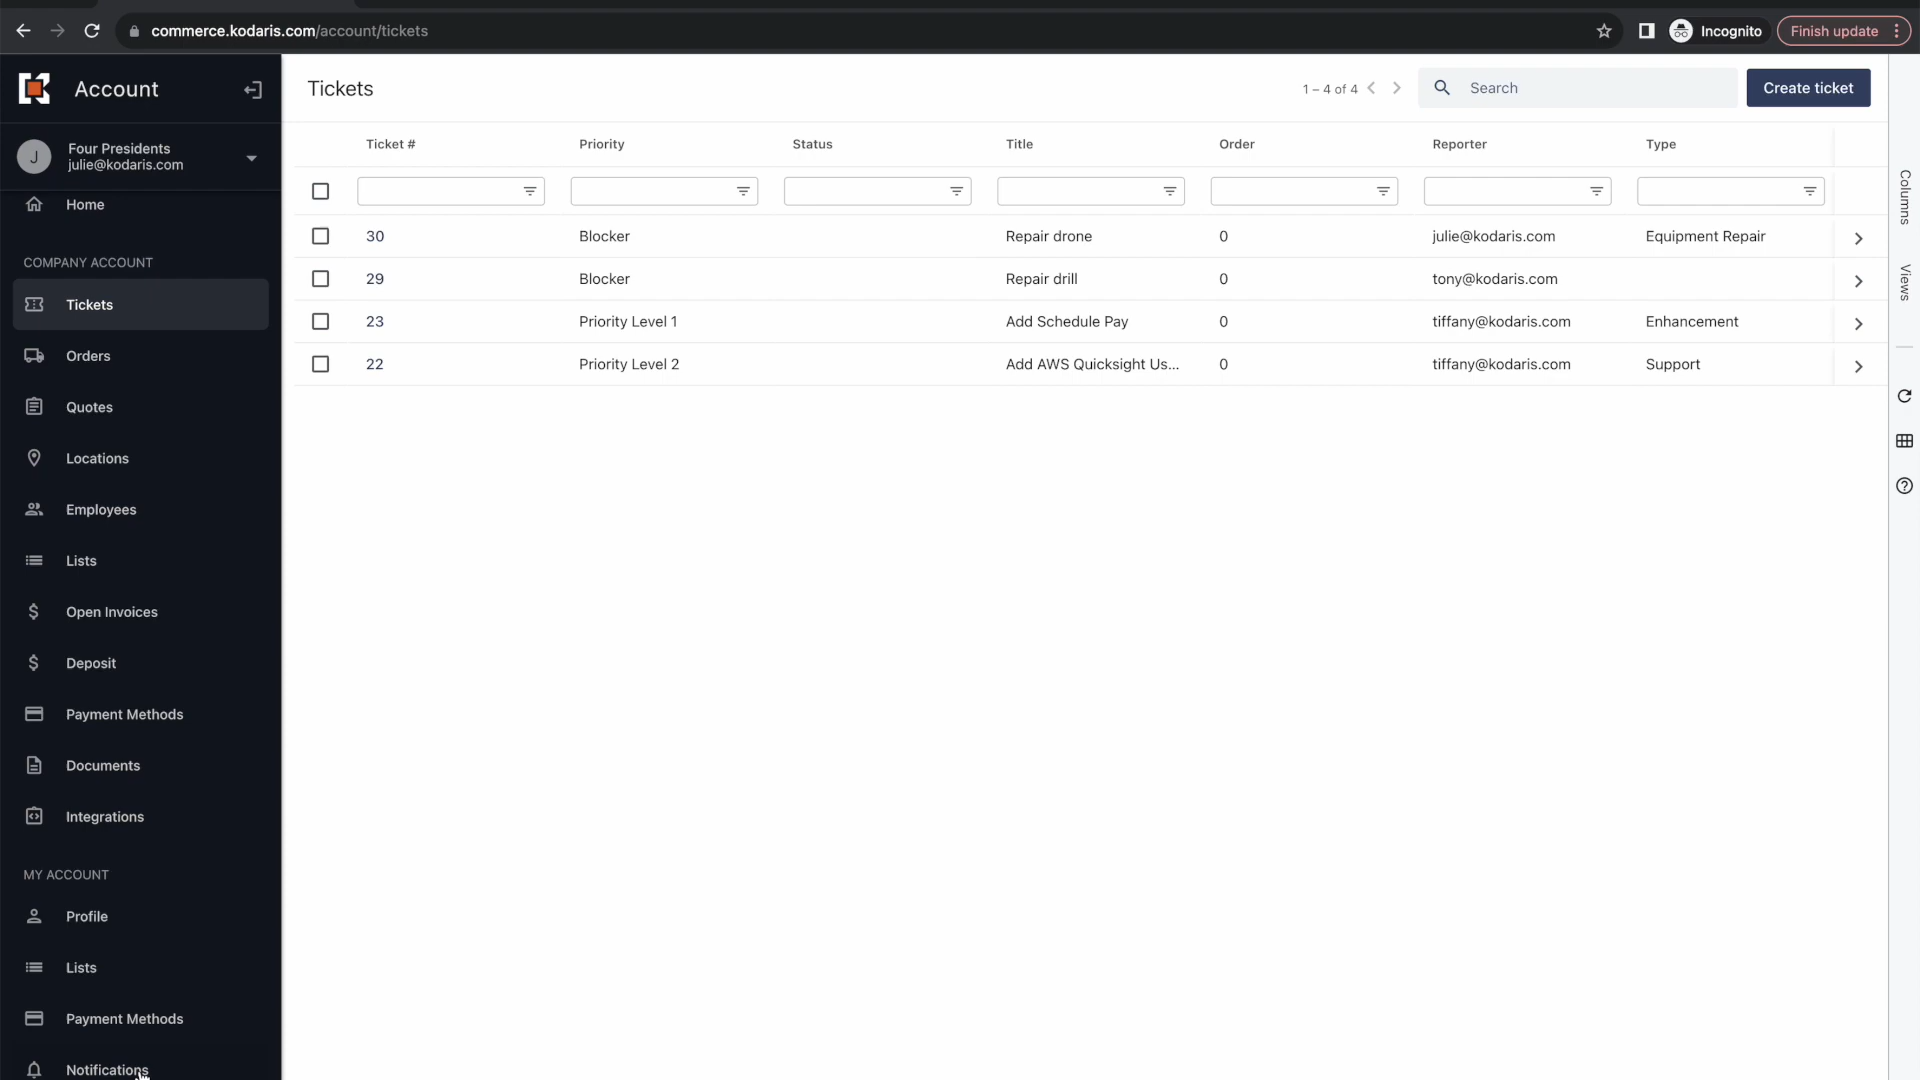 commerce.kodaris.com/account/tickets
Incognito
Finish update
Account
J
Four Presidents
julie@kodaris.com
Home
COMPANY ACCOUNT
Tickets
Orders
Quotes
Locations
Employees
Lists
Open Invoices
Deposit
Payment Methods
Documents
Integrations
MY ACCOUNT
Profile
Lists
Payment Methods
Notifications
Tickets
1 – 4 of 4
Search
Create ticket
Ticket # Priority Status Title Order Reporter Type
30 Blocker Repair drone 0 julie@kodaris.com Equipment Repair
29 Blocker Repair drill 0 tony@kodaris.com
23 Priority Level 1 Add Schedule Pay 0 tiffany@kodaris.com Enhancement
22 Priority Level 2 Add AWS Quicksight Us... 0 tiffany@kodaris.com Support
Columns
Views